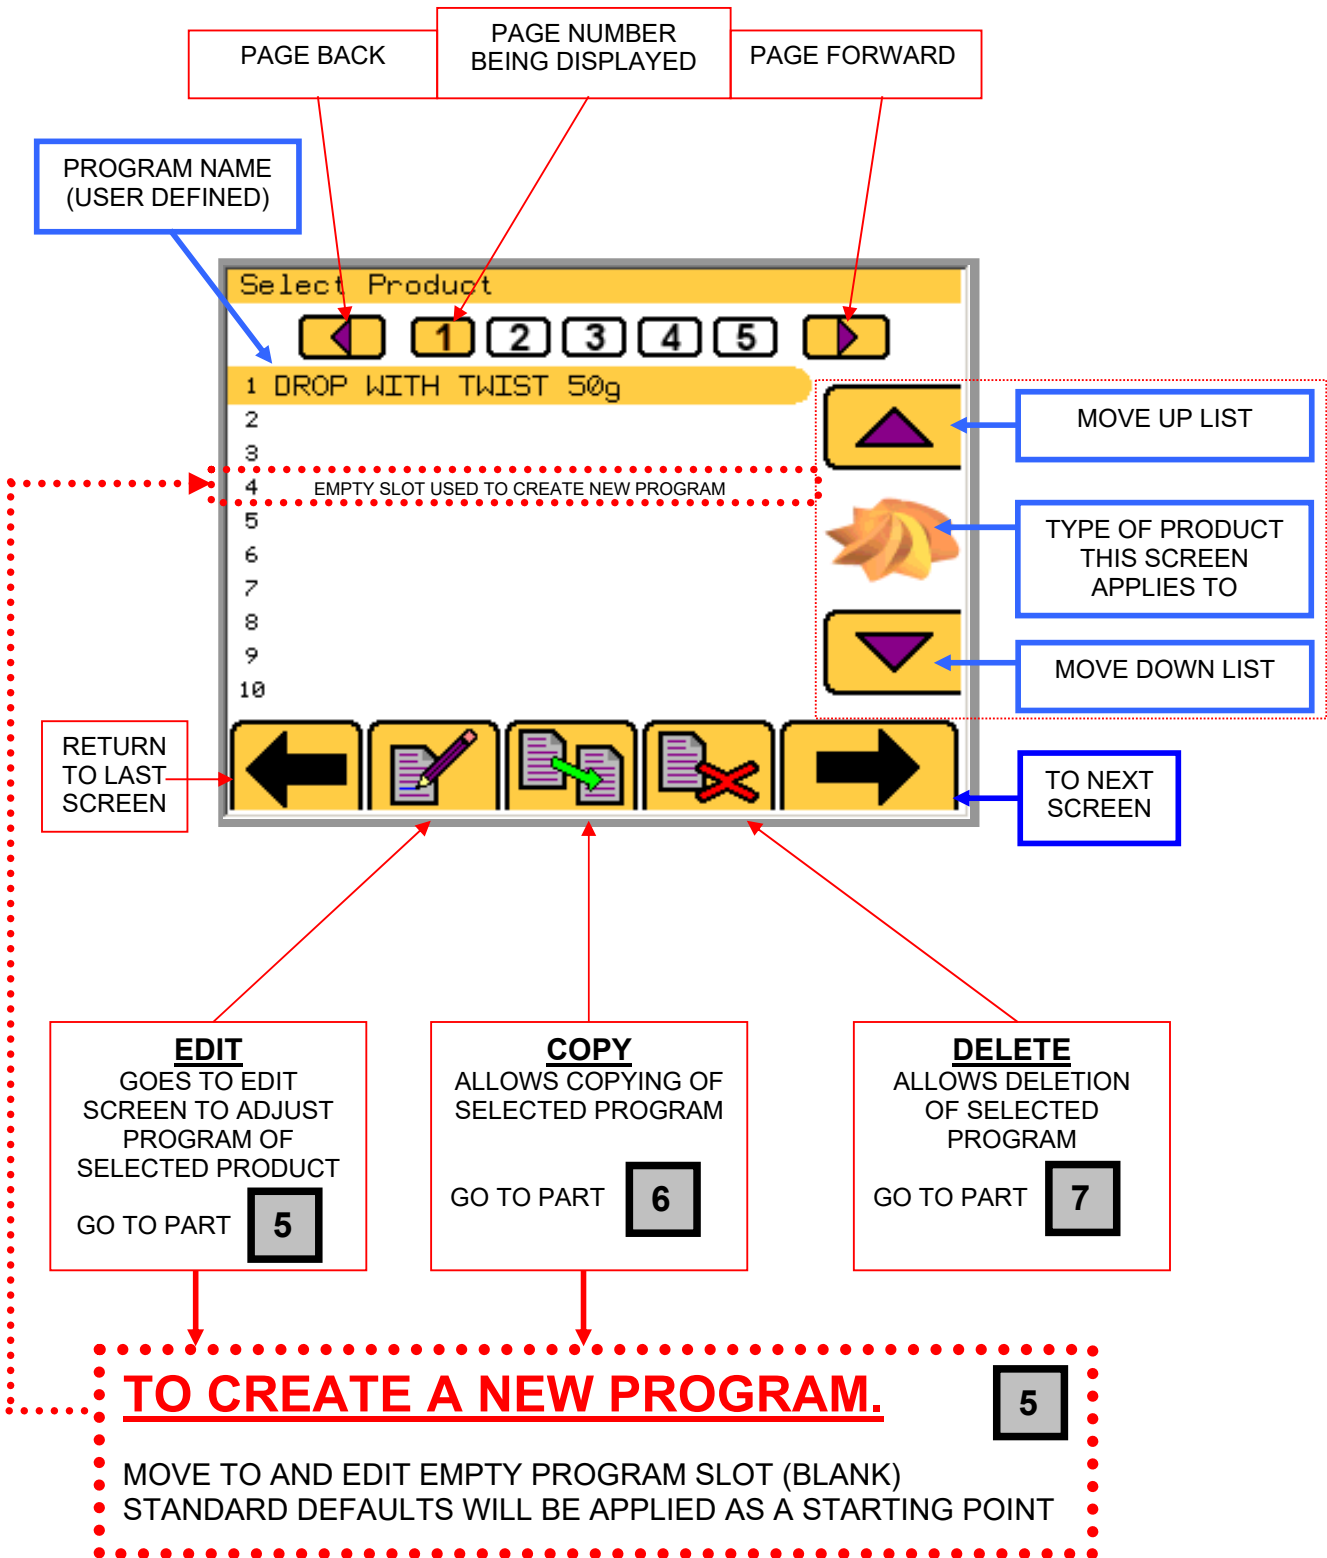 PAGE BACK
PAGE NUMBER
BEING DISPLAYED
PAGE FORWARD
PROGRAM NAME
(USER DEFINED)
Select Product
1 2 3 4 5
1 DROP WITH TWIST 50g
2
3
4 EMPTY SLOT USED TO CREATE NEW PROGRAM
5
6
7
8
9
10
MOVE UP LIST
TYPE OF PRODUCT
THIS SCREEN
APPLIES TO
MOVE DOWN LIST
RETURN
TO LAST
SCREEN
TO NEXT
SCREEN
EDIT
GOES TO EDIT
SCREEN TO ADJUST
PROGRAM OF
SELECTED PRODUCT
GO TO PART 5
COPY
ALLOWS COPYING OF
SELECTED PROGRAM
GO TO PART 6
DELETE
ALLOWS DELETION
OF SELECTED
PROGRAM
GO TO PART 7
TO CREATE A NEW PROGRAM. 5
MOVE TO AND EDIT EMPTY PROGRAM SLOT (BLANK)
STANDARD DEFAULTS WILL BE APPLIED AS A STARTING POINT